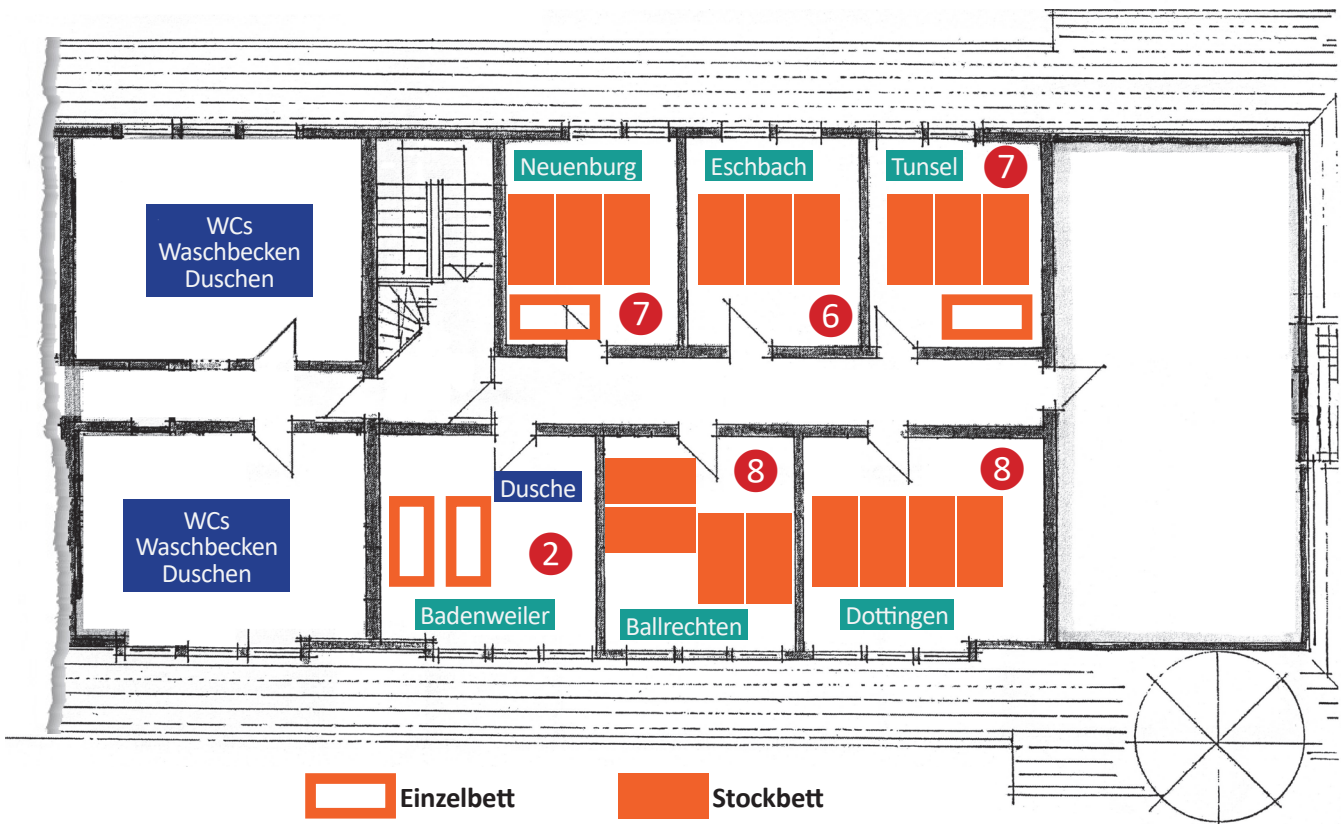 Neuenburg
Eschbach
Tunsel
7
WCs
Waschbecken
Duschen
7
6
Dusche
8
8
WCs
Waschbecken
Duschen
2
Badenweiler
Ballrechten
Dottingen
Einzelbett
Stockbett